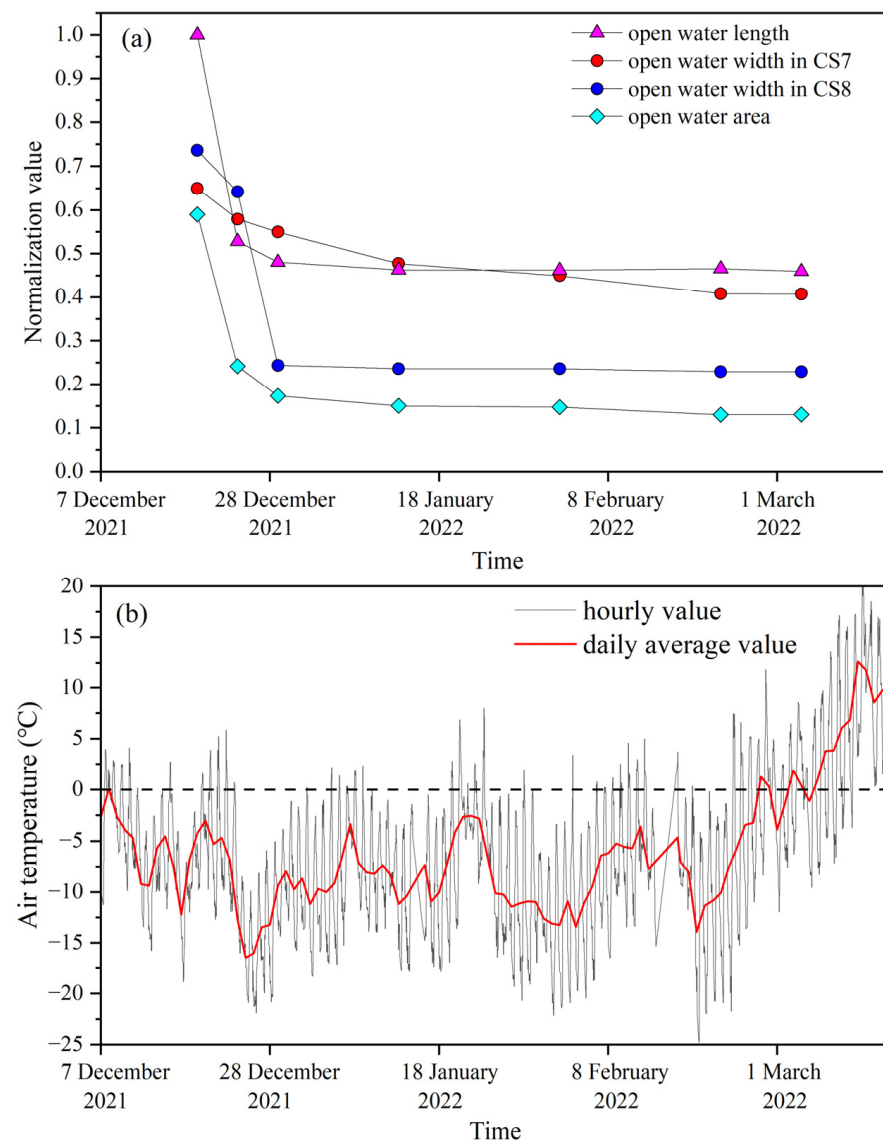 (a)
open water length
open water width in CS7
open water width in CS8
open water area
Normalization value
1.0
0.9
0.8
0.7
0.6
0.5
0.4
0.3
0.2
0.1
0.0
7 December 28 December 18 January 8 February 1 March
2021 2021 2022 2022 2022
Time
(b)
hourly value
daily average value
Air temperature (°C)
20
15
10
5
0
−5
−10
−15
−20
−25
7 December 28 December 18 January 8 February 1 March
2021 2021 2022 2022 2022
Time